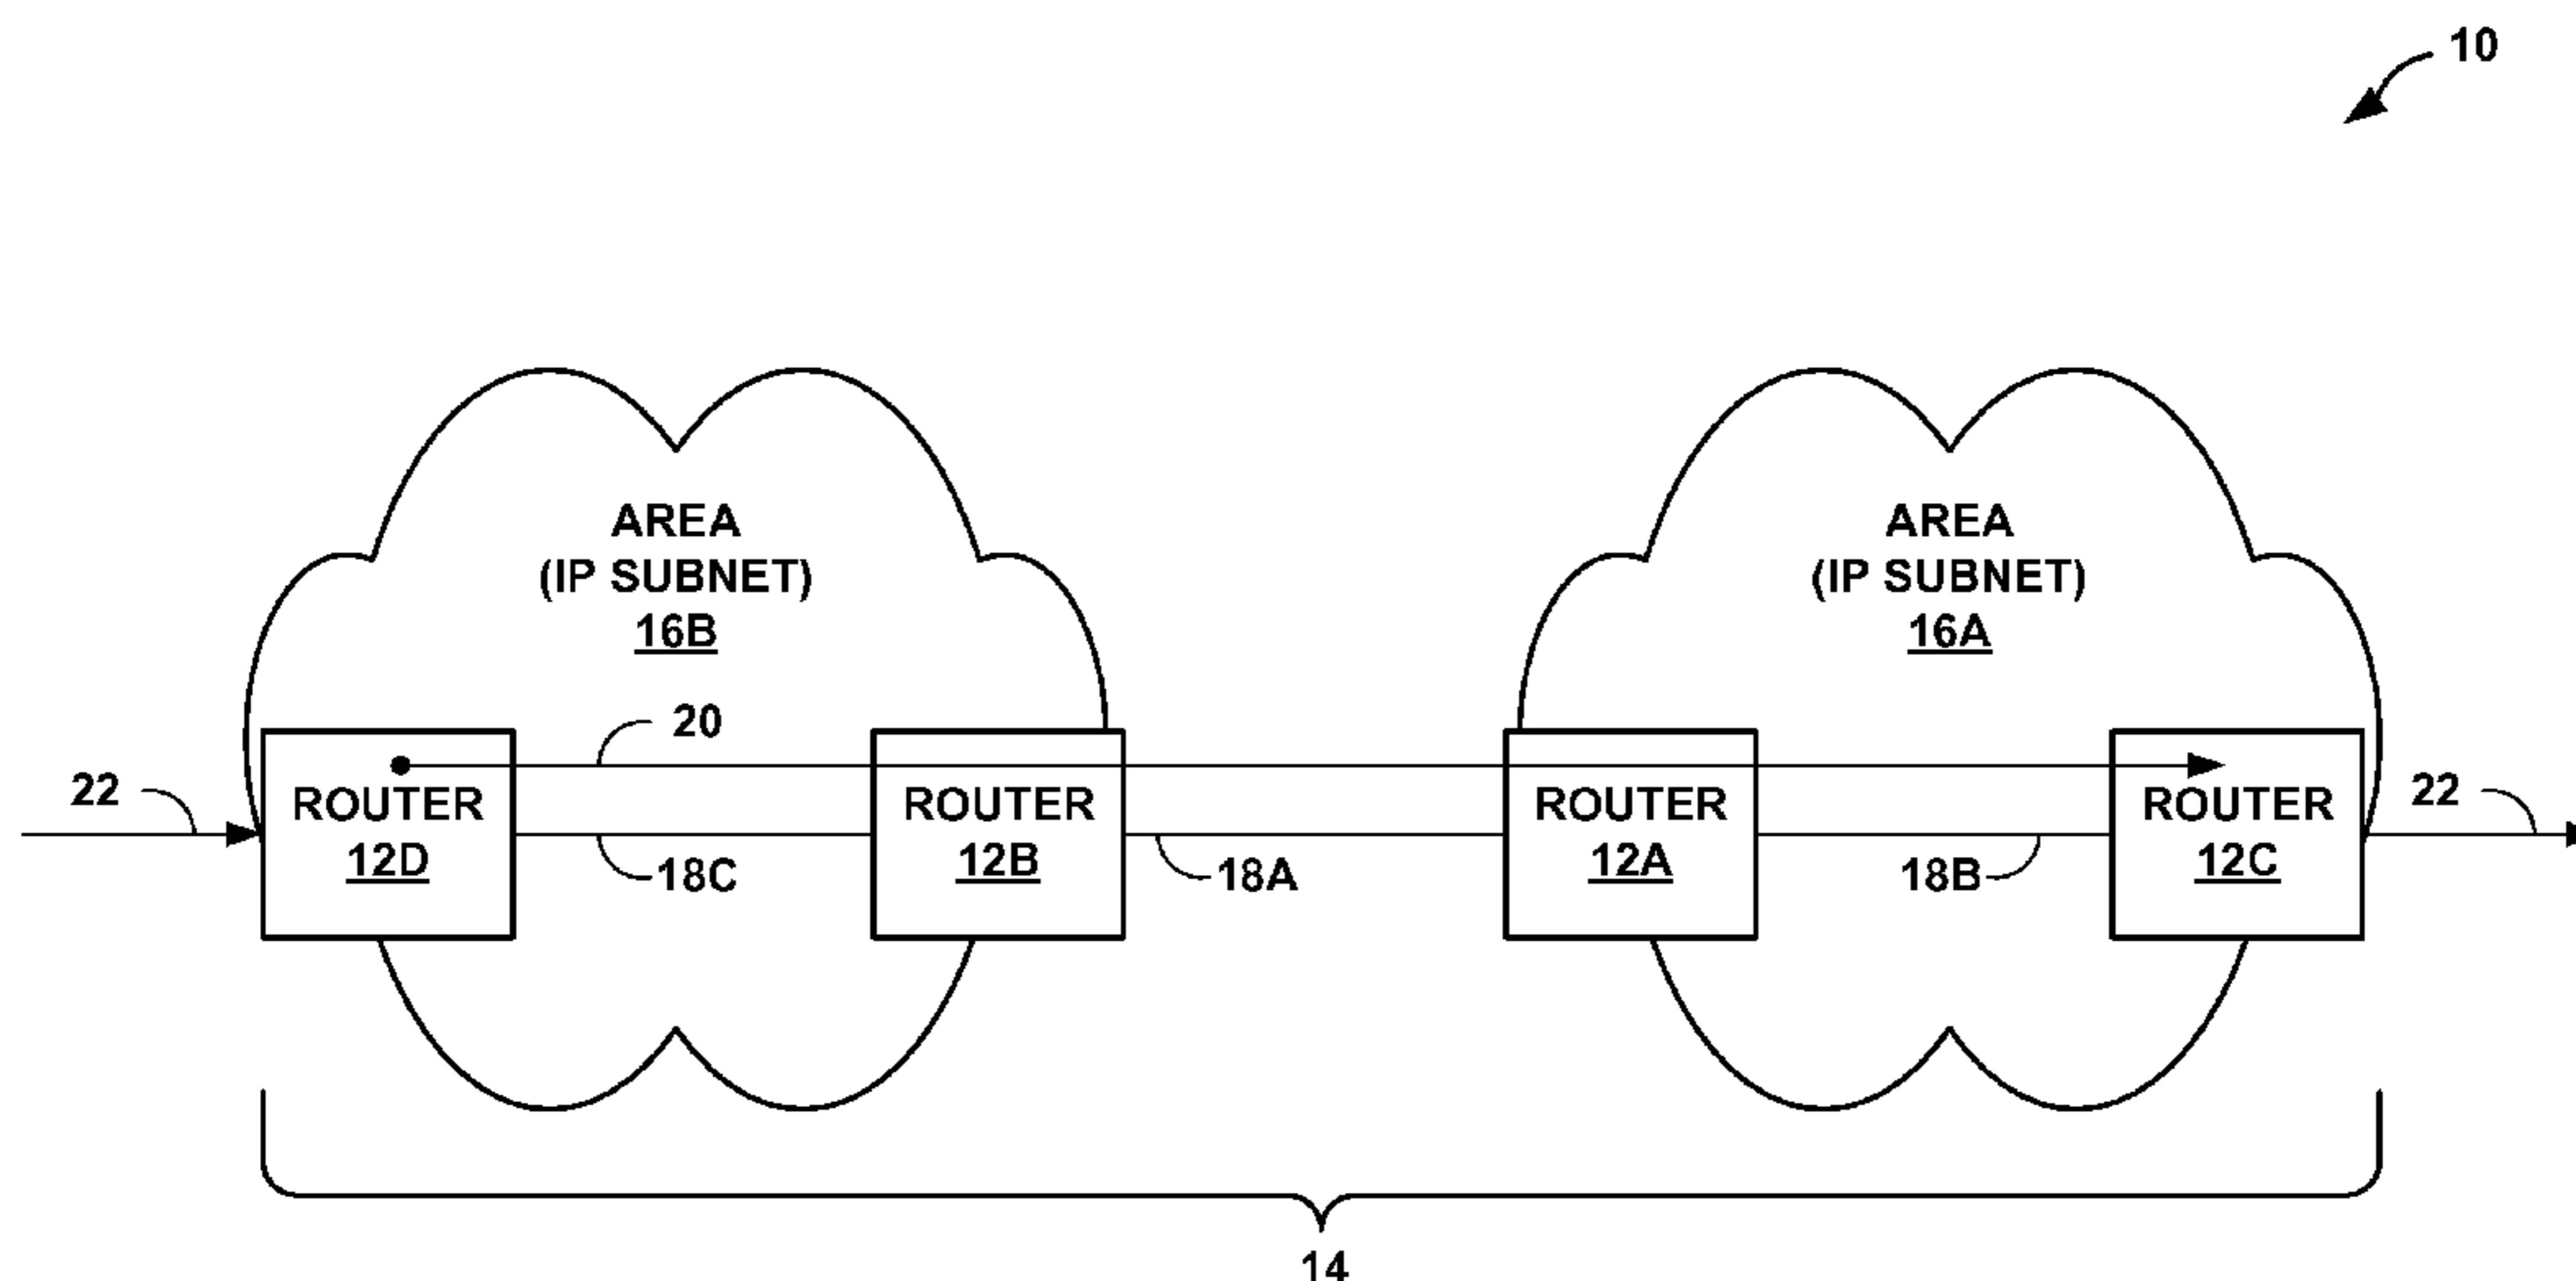 10
AREA
(IP SUBNET)
16B
AREA
(IP SUBNET)
16A
20
22
ROUTER
12D
18C
ROUTER
12B
18A
ROUTER
12A
18B
ROUTER
12C
22
14